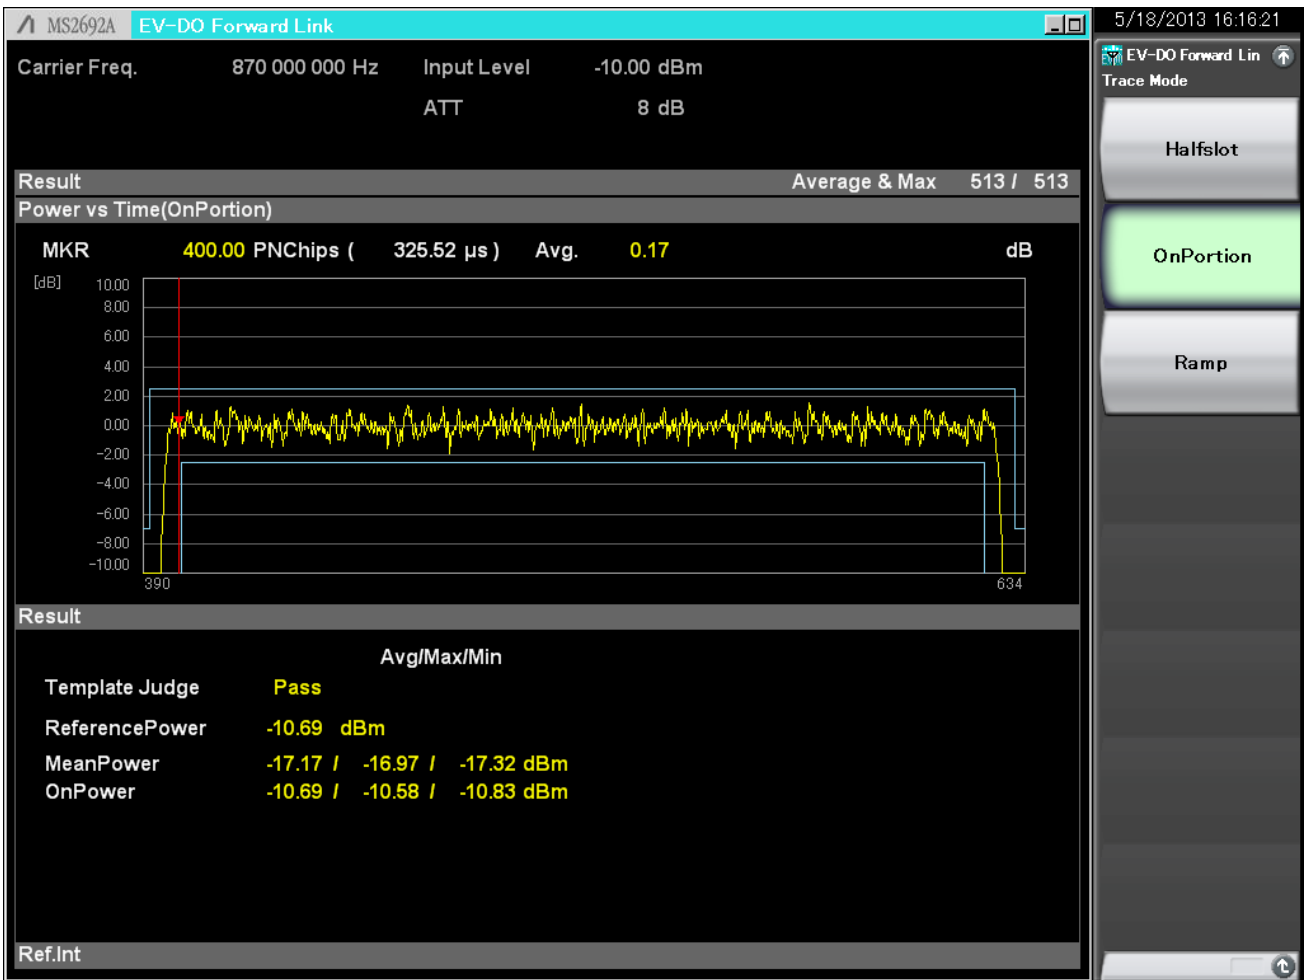 MS2692A EV-DO Forward Link
5/18/2013 16:16:21
Carrier Freq. 870 000 000 Hz Input Level -10.00 dBm
ATT 8 dB
EV-DO Forward Lin
Trace Mode
Halfslot
OnPortion
Ramp
Result Average & Max 513 / 513
Power vs Time(OnPortion)
MKR 400.00 PNChips ( 325.52 µs ) Avg. 0.17 dB
[dB]
10.00
8.00
6.00
4.00
2.00
0.00
-2.00
-4.00
-6.00
-8.00
-10.00
390 634
Result
Avg/Max/Min
Template Judge Pass
ReferencePower -10.69 dBm
MeanPower -17.17 / -16.97 / -17.32 dBm
OnPower -10.69 / -10.58 / -10.83 dBm
Ref.Int